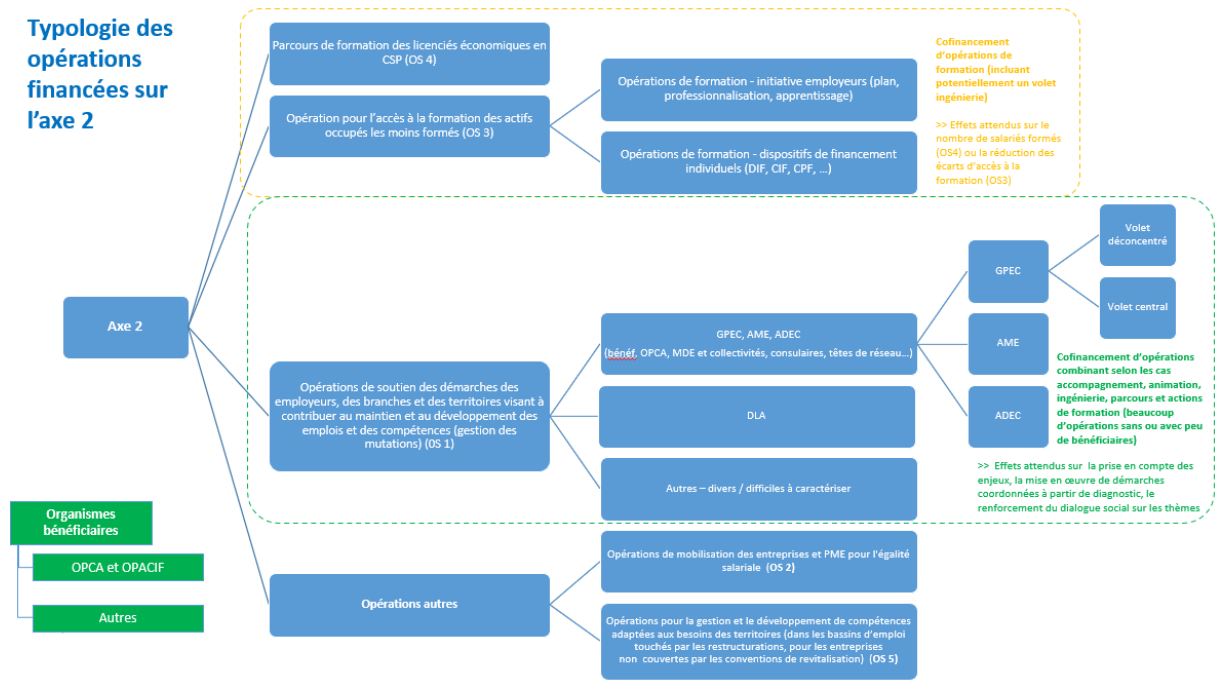 Typologie des
opérations
financées sur
l’axe 2
Parcours de formation des licenciés économiques en
CSP (OS 4)
Opération pour l’accès à la formation des actifs
occupés les moins formés (OS 3)
Opérations de formation - initiative employeurs (plan,
professionnalisation, apprentissage)
Opérations de formation - dispositifs de financement
individuels (DIF, CIF, CPF, …)
Cofinancement
d’opérations de
formation (incluant
potentiellement un volet
ingénierie)
>> Effets attendus sur le
nombre de salariés formés
(OS4) ou la réduction des
écarts d’accès à la
formation (OS3)
Axe 2
Opérations de soutien des démarches des
employeurs, des branches et des territoires visant à
contribuer au maintien et au développement des
emplois et des compétences (gestion des
mutations) (0S 1)
GPEC, AME, ADEC
(bénéf, OPCA, MDE et collectivités, consulaires, têtes de réseau…)
DLA
Autres – divers / difficiles à caractériser
GPEC
AME
ADEC
Volet
déconcentré
Volet central
Cofinancement d’opérations
combinant selon les cas
accompagnement, animation,
ingénierie, parcours et actions
de formation (beaucoup
d’opérations sans ou avec peu
de bénéficiaires)
>> Effets attendus sur la prise en compte des
enjeux, la mise en œuvre de démarches
coordonnées à partir de diagnostic, le
renforcement du dialogue social sur les thèmes
Opérations autres
Opérations de mobilisation des entreprises et PME pour l'égalité
salariale (OS 2)
Opérations pour la gestion et le développement de compétences
adaptées aux besoins des territoires (dans les bassins d’emploi
touchés par les restructurations, pour les entreprises
non couvertes par les conventions de revitalisation) (OS 5)
Organismes
bénéficiaires
OPCA et OPACIF
Autres